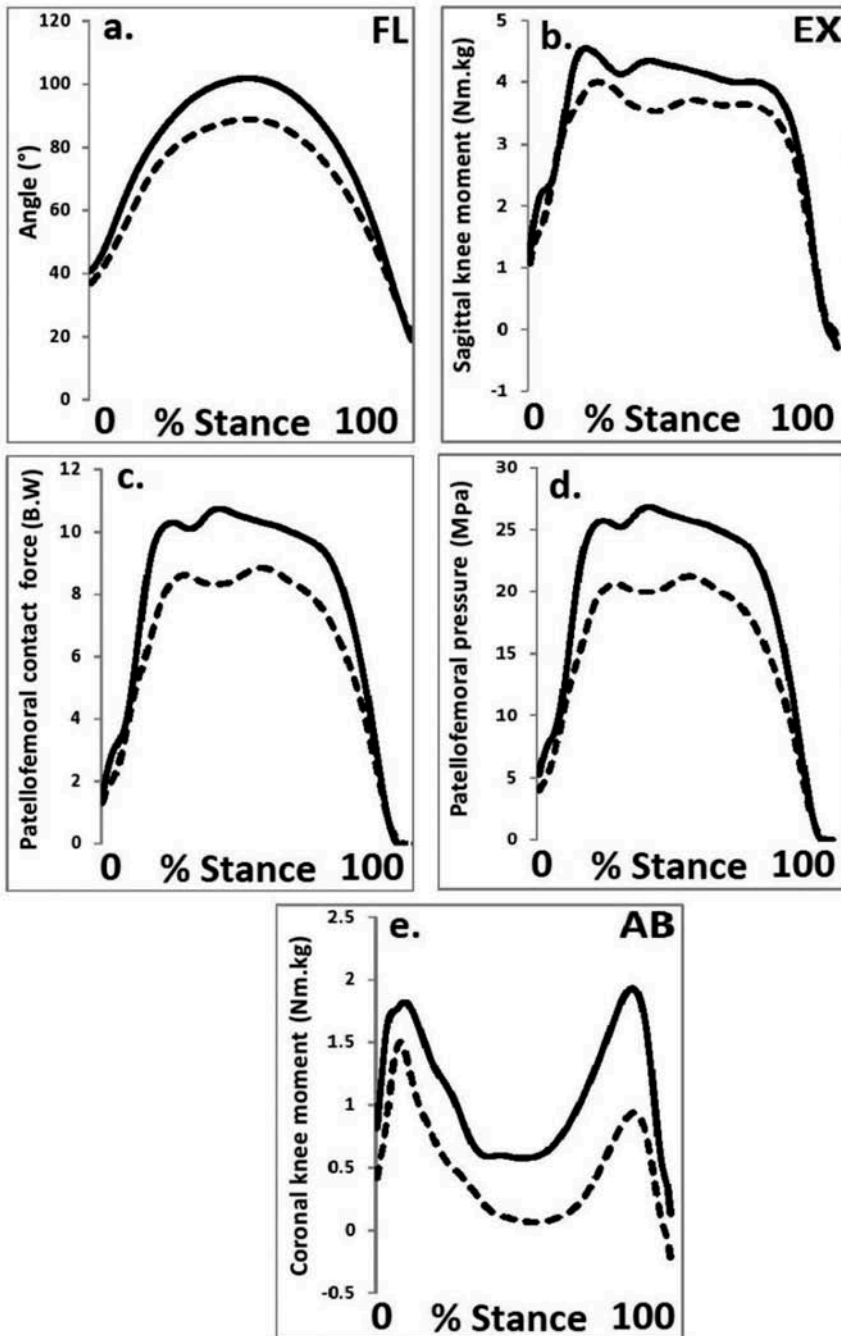 a.
FL
120
100
80
60
40
20
0
Angle (°)
0 % Stance 100
b.
EX
5
4
3
2
1
0
-1
Sagittal knee moment (Nm.kg)
0 % Stance 100
c.
12
10
8
6
4
2
0
Patellofemoral contact force (B.W)
0 % Stance 100
d.
30
25
20
15
10
5
0
Patellofemoral pressure (Mpa)
0 % Stance 100
e.
AB
2.5
2
1.5
1
0.5
0
-0.5
Coronal knee moment (Nm.kg)
0 % Stance 100